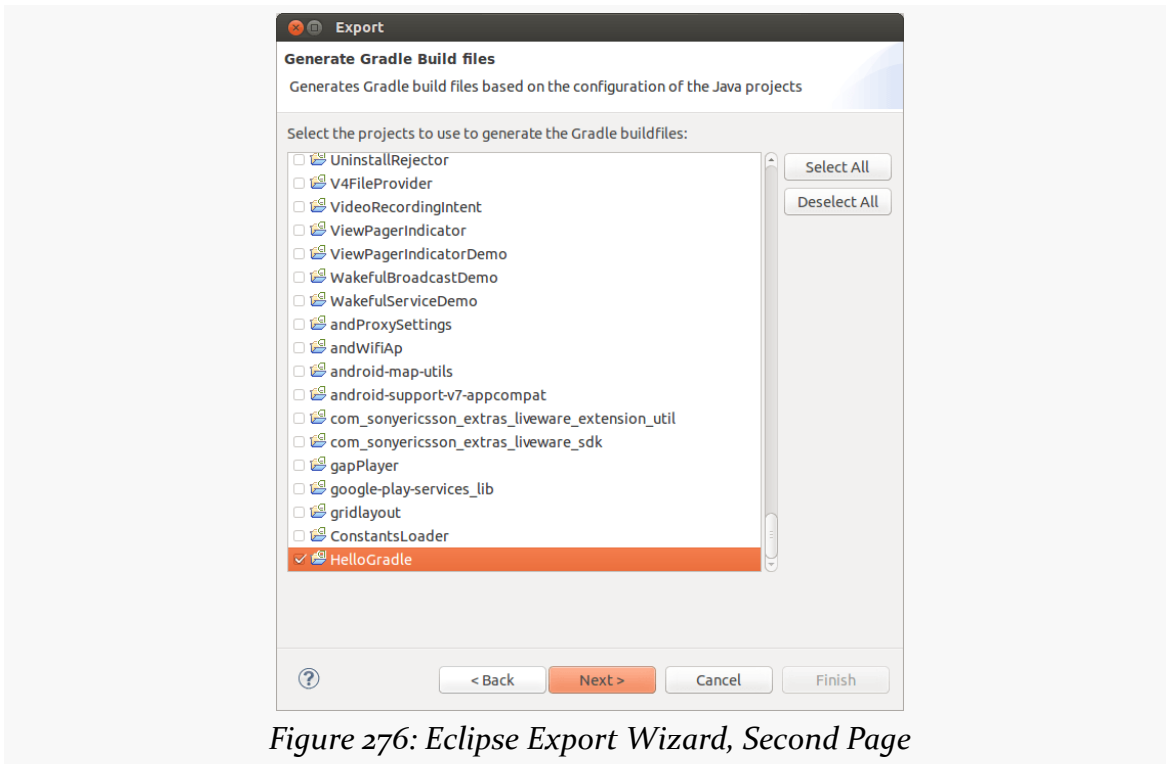 Export
Generate Gradle Build files
Generates Gradle build files based on the configuration of the Java projects
Select the projects to use to generate the Gradle buildfiles:
UninstallRejector
V4FileProvider
VideoRecordingIntent
ViewPagerIndicator
ViewPagerIndicatorDemo
WakefulBroadcastDemo
WakefulServiceDemo
andProxySettings
andWifiAp
android-map-utils
android-support-v7-appcompat
com_sonyericsson_extras_liveware_extension_util
com_sonyericsson_extras_liveware_sdk
gapPlayer
google-play-services_lib
gridlayout
ConstantsLoader
HelloGradle
Select All
Deselect All
? < Back Next > Cancel Finish
Figure 276: Eclipse Export Wizard, Second Page